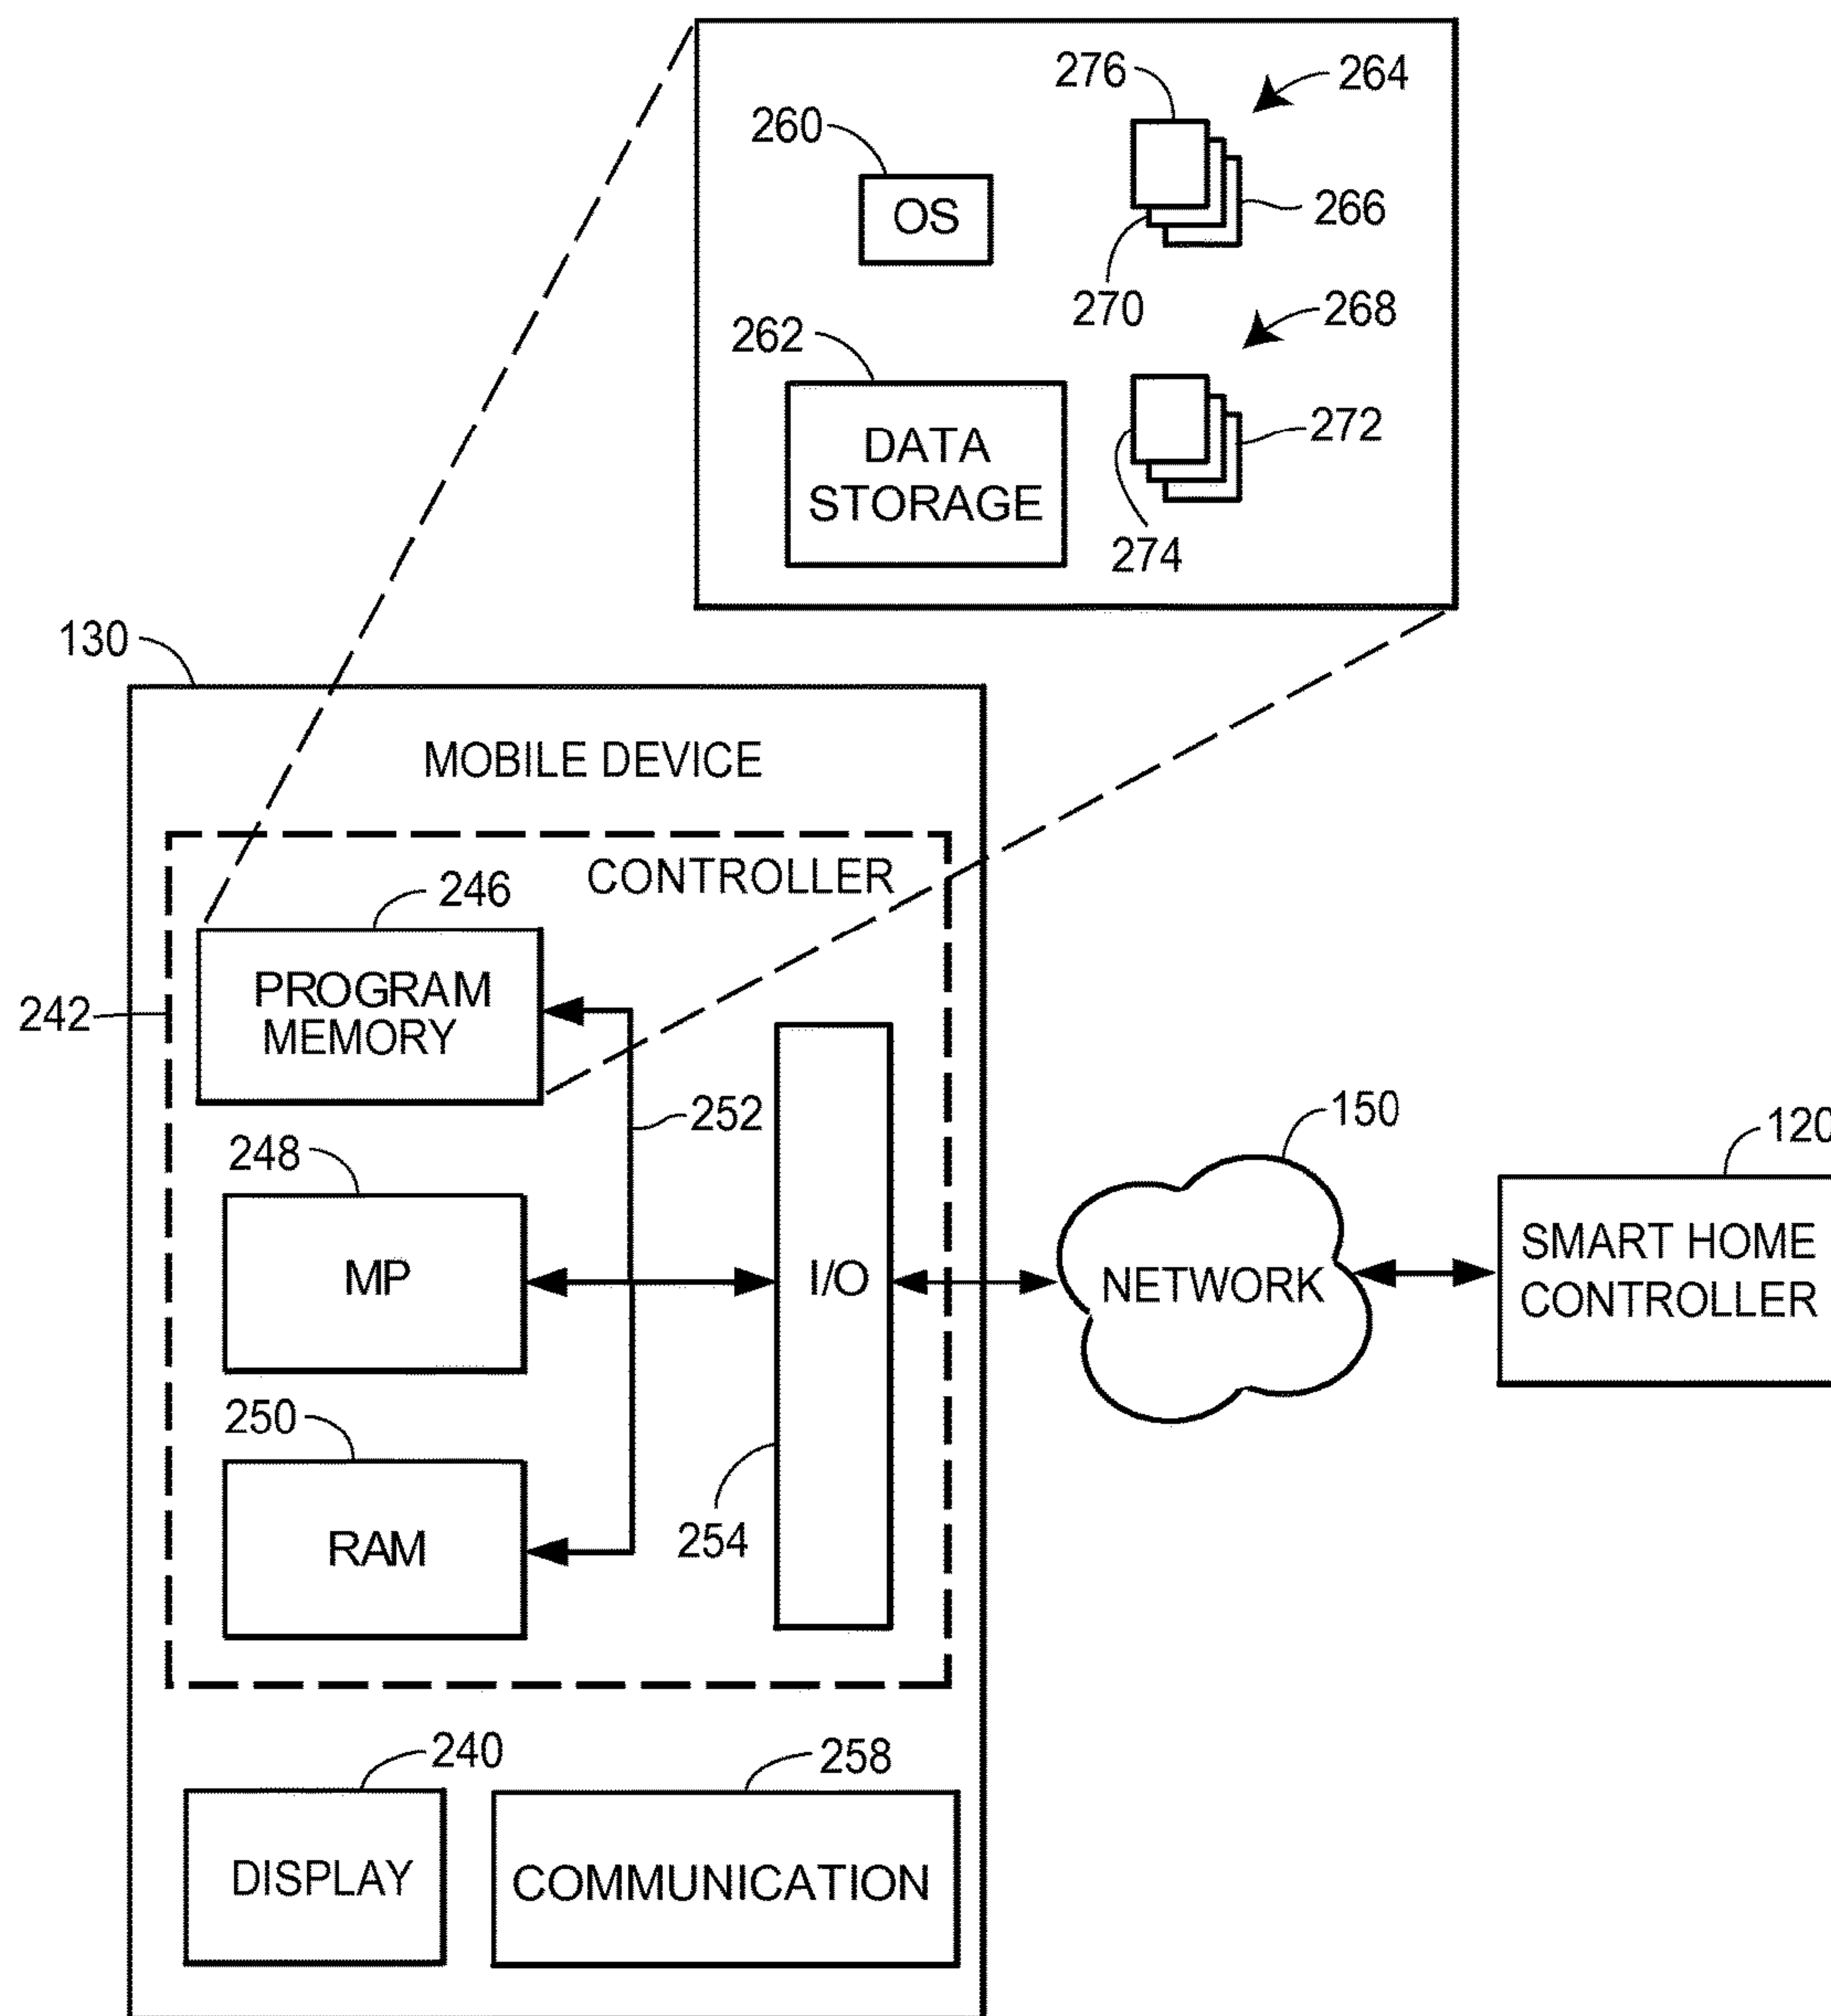 276
264
260
OS
266
270
268
262
DATA
STORAGE
272
274
130
MOBILE DEVICE
CONTROLLER
246
PROGRAM
MEMORY
242
252
150
120
248
MP
I/O
NETWORK
SMART HOME
CONTROLLER
250
RAM
254
240
258
DISPLAY
COMMUNICATION